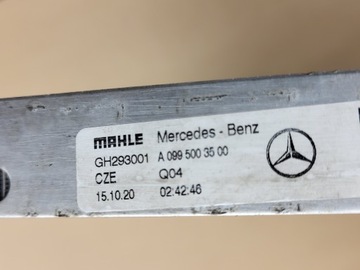 MAHLE Mercedes - Benz
GH293001 A 099 500 35 00
CZE Q04
15.10.20 02:42:46